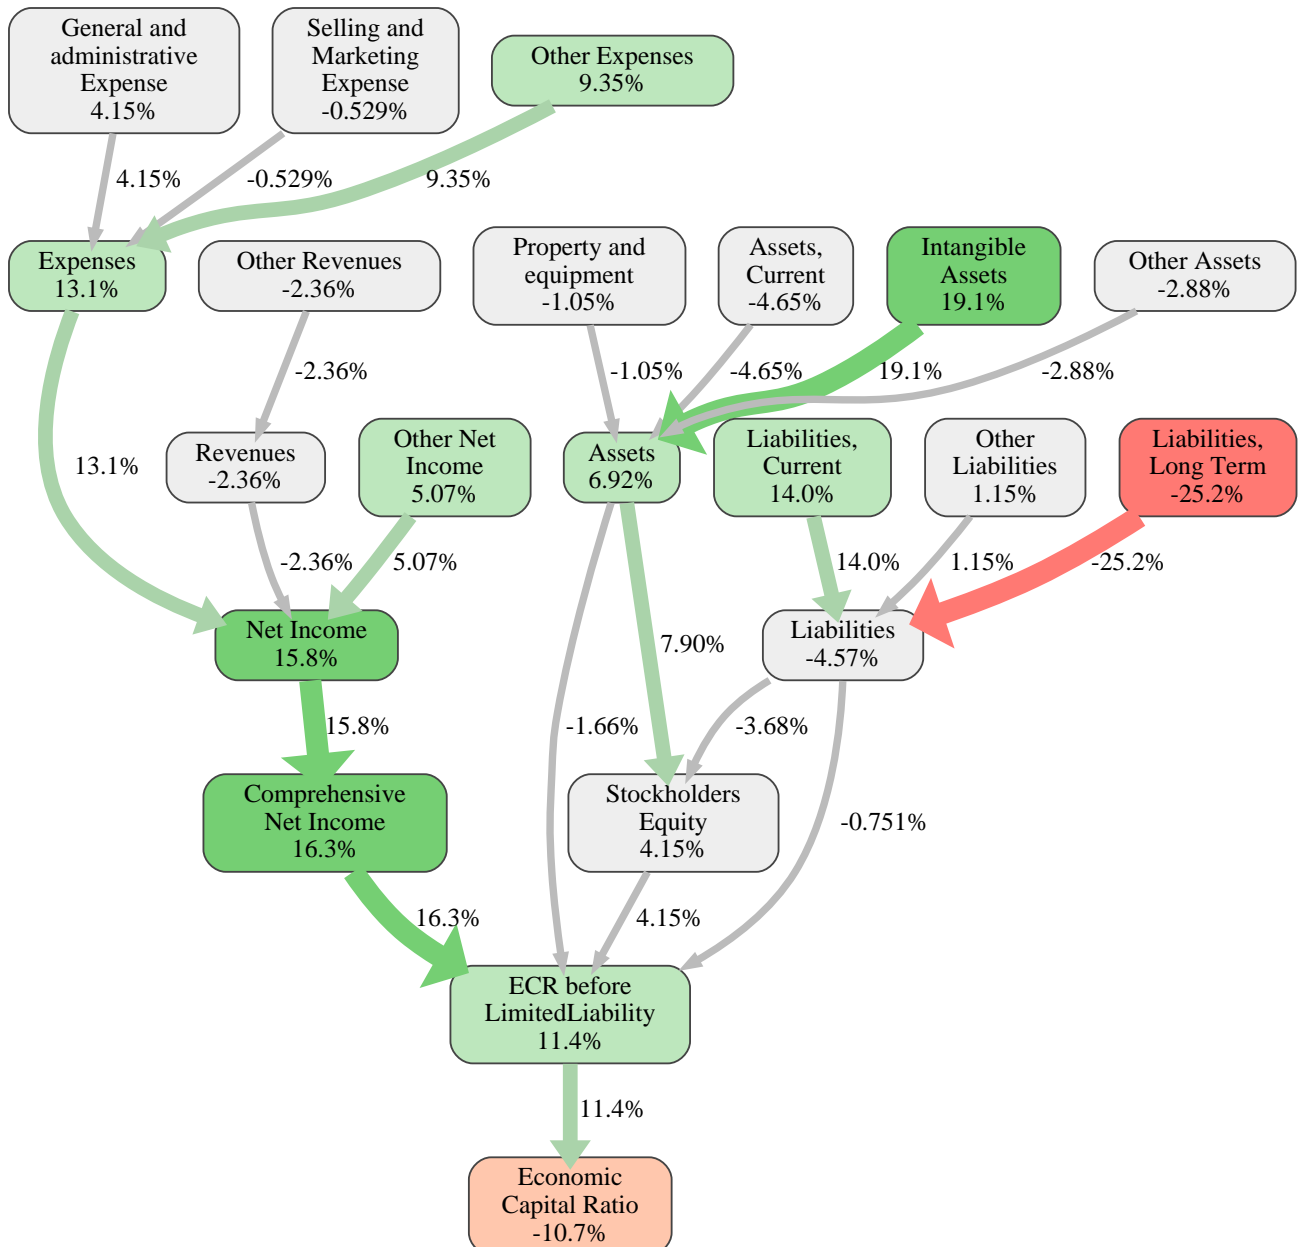 General and
administrative
Expense
4.15%
Selling and
Marketing
Expense
-0.529%
Other Expenses
9.35%
4.15%
-0.529%
9.35%
Expenses
13.1%
Other Revenues
-2.36%
Property and
equipment
-1.05%
Assets,
Current
-4.65%
Intangible
Assets
19.1%
Other Assets
-2.88%
-2.36%
-1.05%
-4.65%
19.1%
-2.88%
13.1%
Revenues
-2.36%
Other Net
Income
5.07%
Assets
6.92%
Liabilities,
Current
14.0%
Other
Liabilities
1.15%
Liabilities,
Long Term
-25.2%
-2.36%
5.07%
14.0%
1.15%
-25.2%
Net Income
15.8%
7.90%
Liabilities
-4.57%
15.8%
-1.66%
-3.68%
Comprehensive
Net Income
16.3%
Stockholders
Equity
4.15%
-0.751%
16.3%
4.15%
ECR before
LimitedLiability
11.4%
11.4%
Economic
Capital Ratio
-10.7%